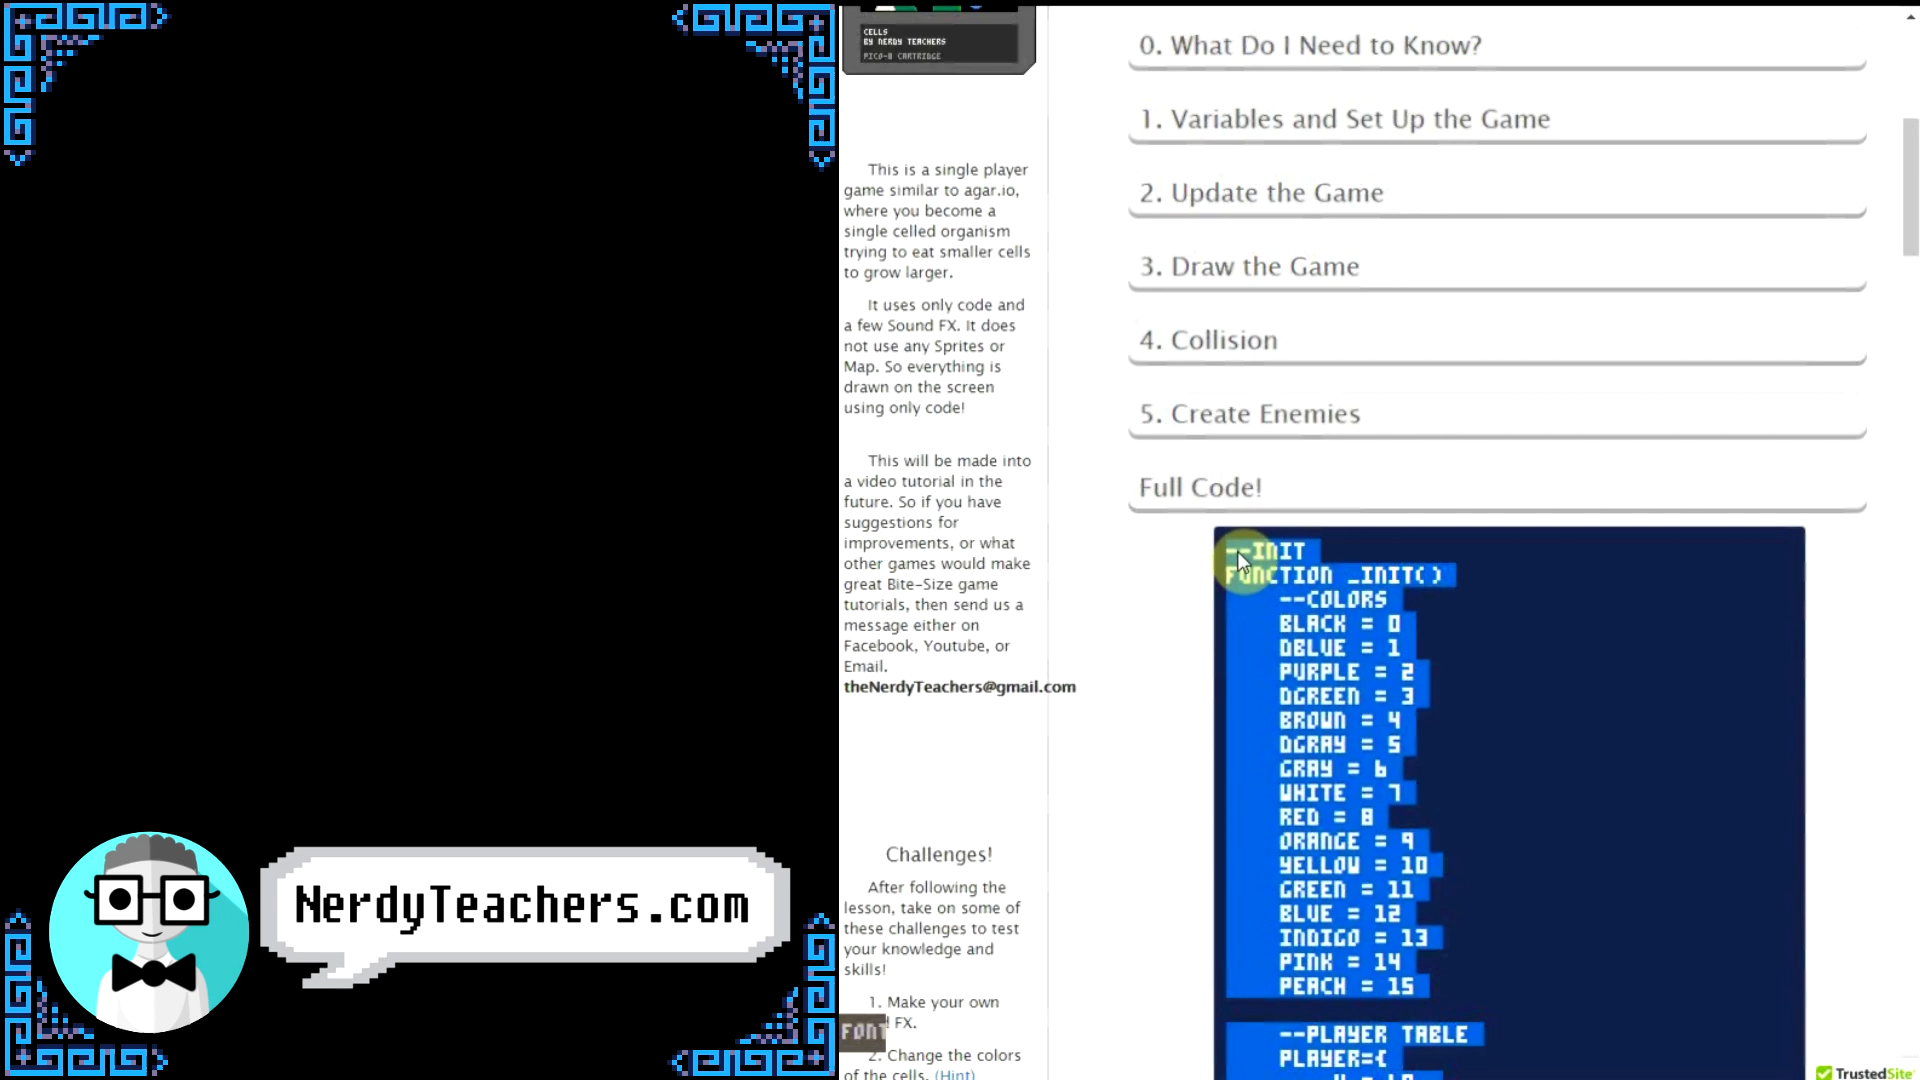 CELLS
BY NERDY TEACHERS
PICO-8 CARTRIDGE
This is a single player
game similar to agar.io,
where you become a
single celled organism
trying to eat smaller cells
to grow larger.
It uses only code and
a few Sound FX. It does
not use any Sprites or
Map. So everything is
drawn on the screen
using only code!
This will be made into
a video tutorial in the
future. So if you have
suggestions for
improvements, or what
other games would make
great Bite-Size game
tutorials, then send us a
message either on
Facebook, Youtube, or
Email.
theNerdyTeachers@gmail.com
Challenges!
After following the
lesson, take on some of
these challenges to test
your knowledge and
skills!
1. Make your own
FX.
2. Change the colors
of the cells. (Hint)
FONT
0. What Do I Need to Know?
1. Variables and Set Up the Game
2. Update the Game
3. Draw the Game
4. Collision
5. Create Enemies
Full Code!
--INIT
FUNCTION _INIT()
--COLORS
BLACK = 0
DBLUE = 1
PURPLE = 2
DGREEN = 3
BROWN = 4
DGRAY = 5
GRAY = 6
WHITE = 7
RED = 8
ORANGE = 9
YELLOW = 10
GREEN = 11
BLUE = 12
INDIGO = 13
PINK = 14
PEACH = 15
--PLAYER TABLE
PLAYER={
NerdyTeachers.com
TrustedSite